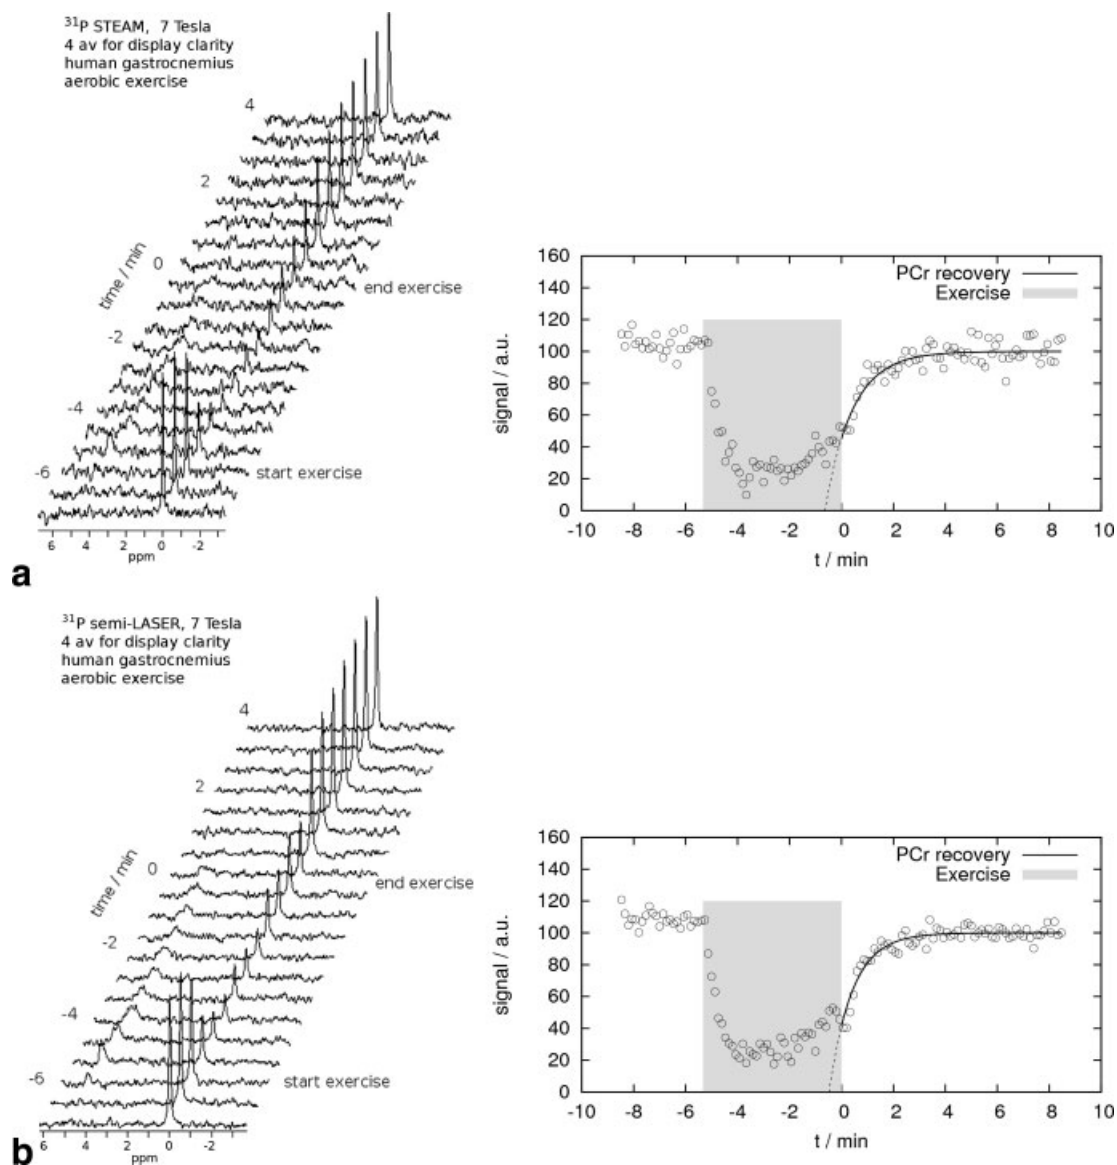 ³¹P STEAM, 7 Tesla
4 av for display clarity
human gastrocnemius
aerobic exercise
4
2
0
-2
-4
-6
time / min
end exercise
start exercise
6 4 2 0 -2
ppm
a
160
140
120
100
80
60
40
20
0
signal / a.u.
PCr recovery
Exercise
-10 -8 -6 -4 -2 0 2 4 6 8 10
t / min
³¹P semi-LASER, 7 Tesla
4 av for display clarity
human gastrocnemius
aerobic exercise
4
2
0
-2
-4
-6
time / min
end exercise
start exercise
6 4 2 0 -2
ppm
b
160
140
120
100
80
60
40
20
0
signal / a.u.
PCr recovery
Exercise
-10 -8 -6 -4 -2 0 2 4 6 8 10
t / min